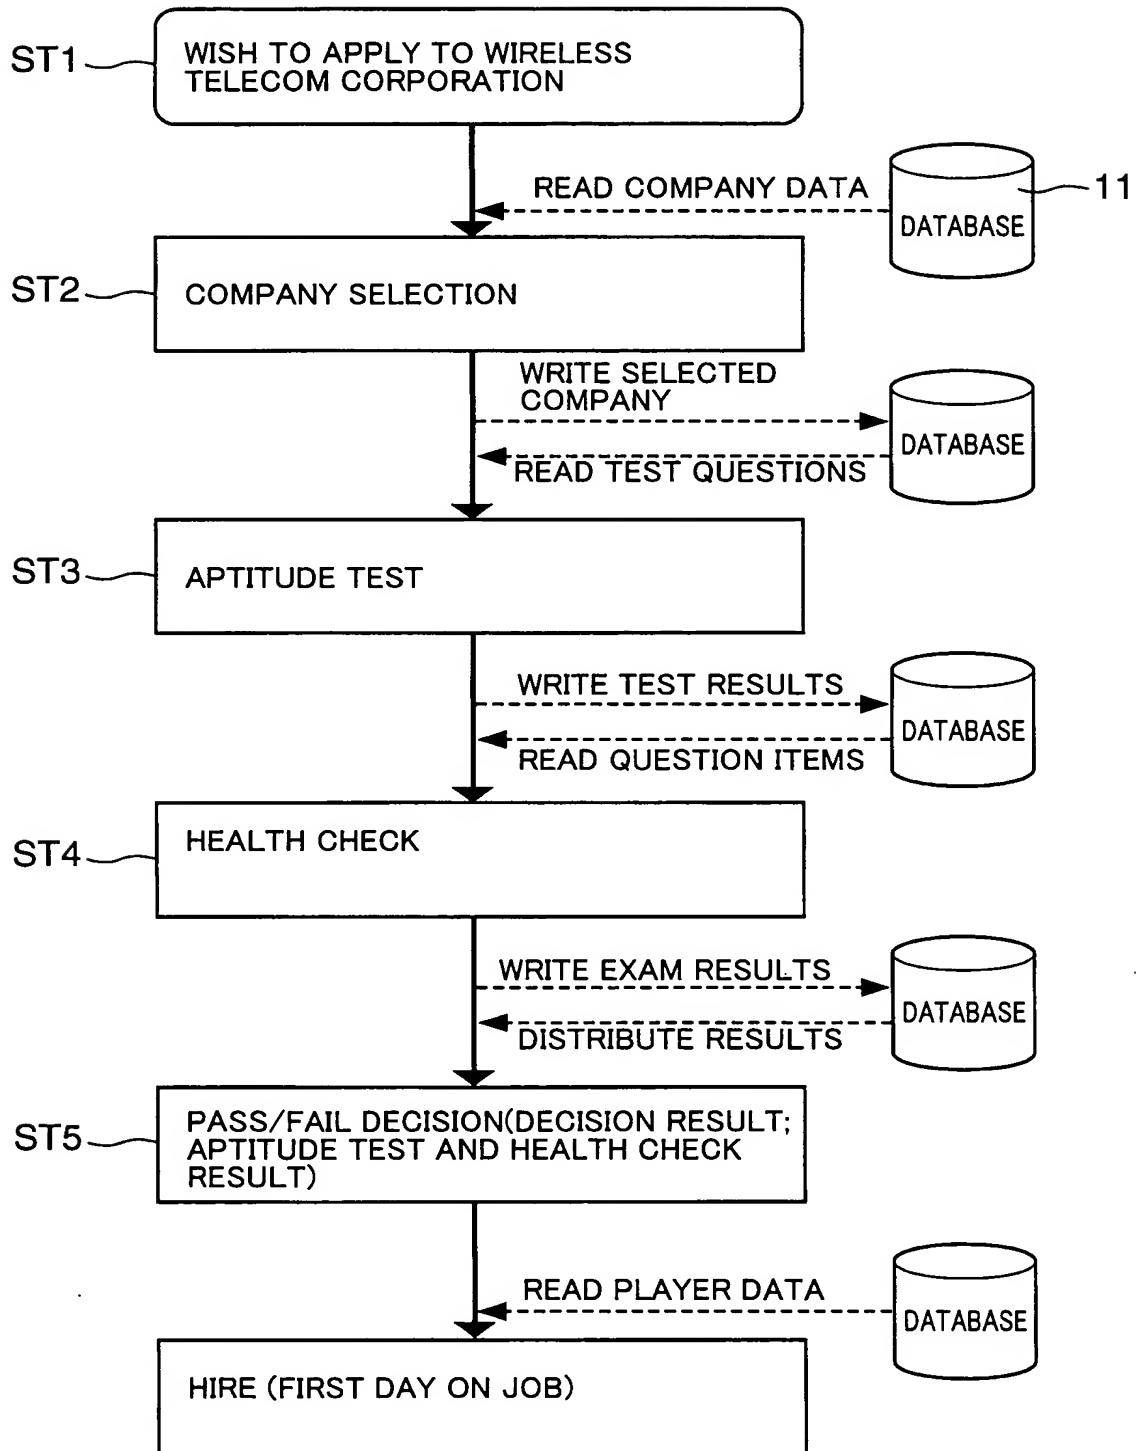 ST1
WISH TO APPLY TO WIRELESS
TELECOM CORPORATION
READ COMPANY DATA
DATABASE
11
ST2
COMPANY SELECTION
WRITE SELECTED
COMPANY
READ TEST QUESTIONS
DATABASE
ST3
APTITUDE TEST
WRITE TEST RESULTS
READ QUESTION ITEMS
DATABASE
ST4
HEALTH CHECK
WRITE EXAM RESULTS
DISTRIBUTE RESULTS
DATABASE
ST5
PASS/FAIL DECISION(DECISION RESULT;
APTITUDE TEST AND HEALTH CHECK
RESULT)
READ PLAYER DATA
DATABASE
HIRE (FIRST DAY ON JOB)